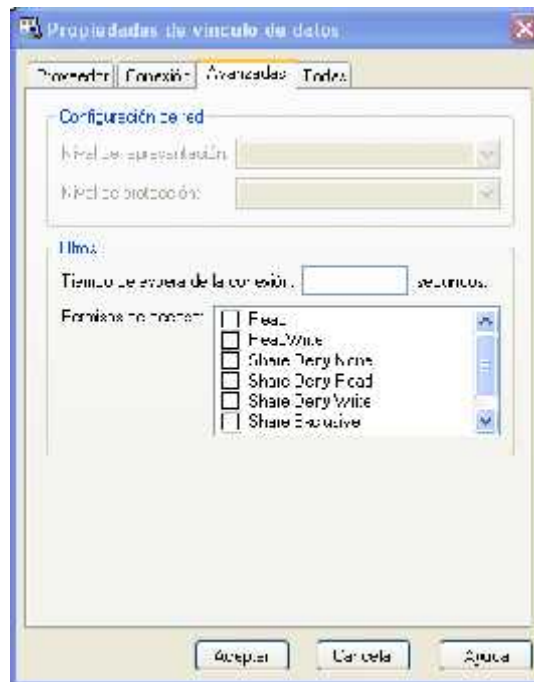 Propiedades de vínculo de datos
Proveedor Conexión Avanzadas Todas
Configuración de red
Nivel de representación:
Nivel de protección:
Otros
Tiempo de espera de la conexión: segundos.
Permisos de acceso: Read
ReadWrite
Share Deny None
Share Deny Read
Share Deny Write
Share Exclusive
Aceptar Cancelar Ayuda